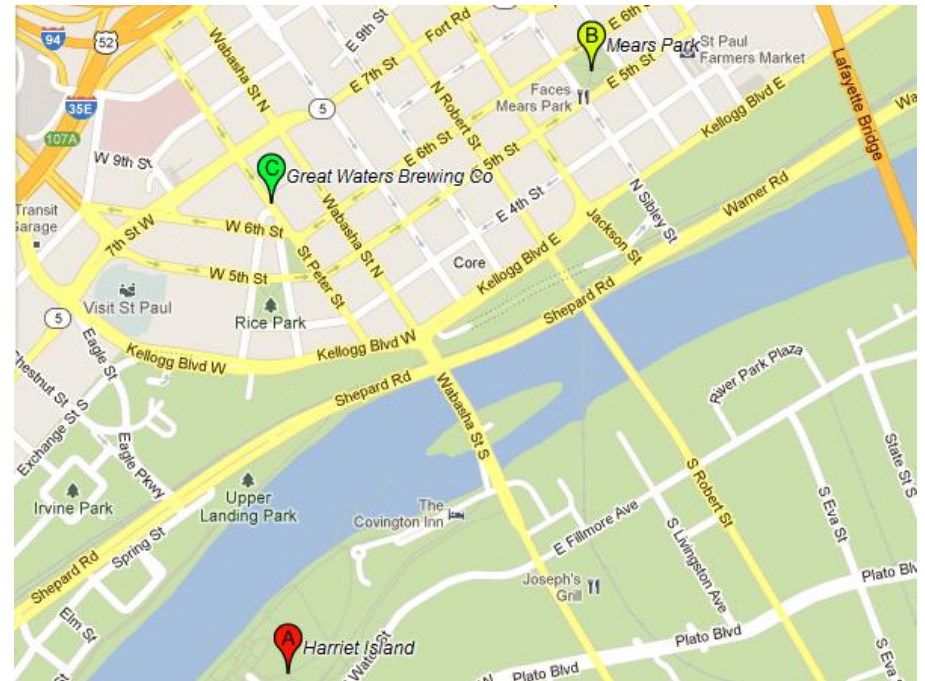 94
52
35E
107A
Wabasha St N
E 9th St
Fort Rd
5
E 7th St
N Robert St
B
Mears Park
E 6th St
E 5th St
St Paul
Farmers Market
Faces
Mears Park
Kellogg Blvd E
Lafayette Bridge
Warner Rd
W 9th St
C
Great Waters Brewing Co
E 6th St
5th St
E 4th St
N Sibley St
Jackson St
Transit
Garage
7th St W
W 6th St
W 5th St
St Peter St
Wabasha St N
Core
Kellogg Blvd E
Visit St Paul
Rice Park
5
Kellogg Blvd W
Kellogg Blvd W
Shepard Rd
Shepard Rd
Eagle St
Chestnut St
Exchange St S
Eagle Pkwy
Irvine Park
Upper
Landing Park
Spring St
Shepard Rd
Elm St
Wabasha St S
The
Covington Inn
River Park Plaza
S Robert St
State St S
S Eva St
E Fillmore Ave
S Livingston Ave
Joseph's
Grill
Plato Blv
Plato Blvd
Plato Blvd
S Eva S
A
Harriet Island
W
Water